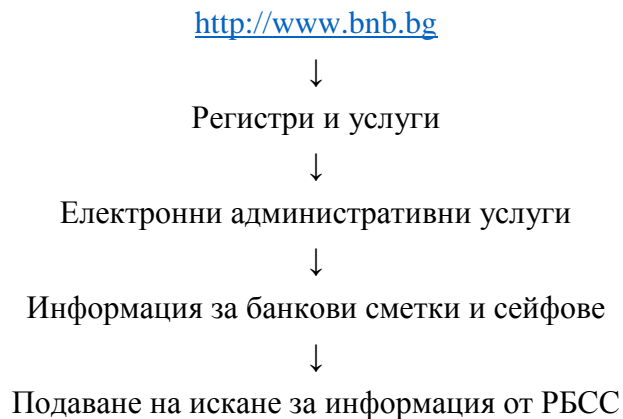 http://www.bnb.bg
↓
Регистри и услуги
↓
Електронни административни услуги
↓
Информация за банкови сметки и сейфове
↓
Подаване на искане за информация от РБСС